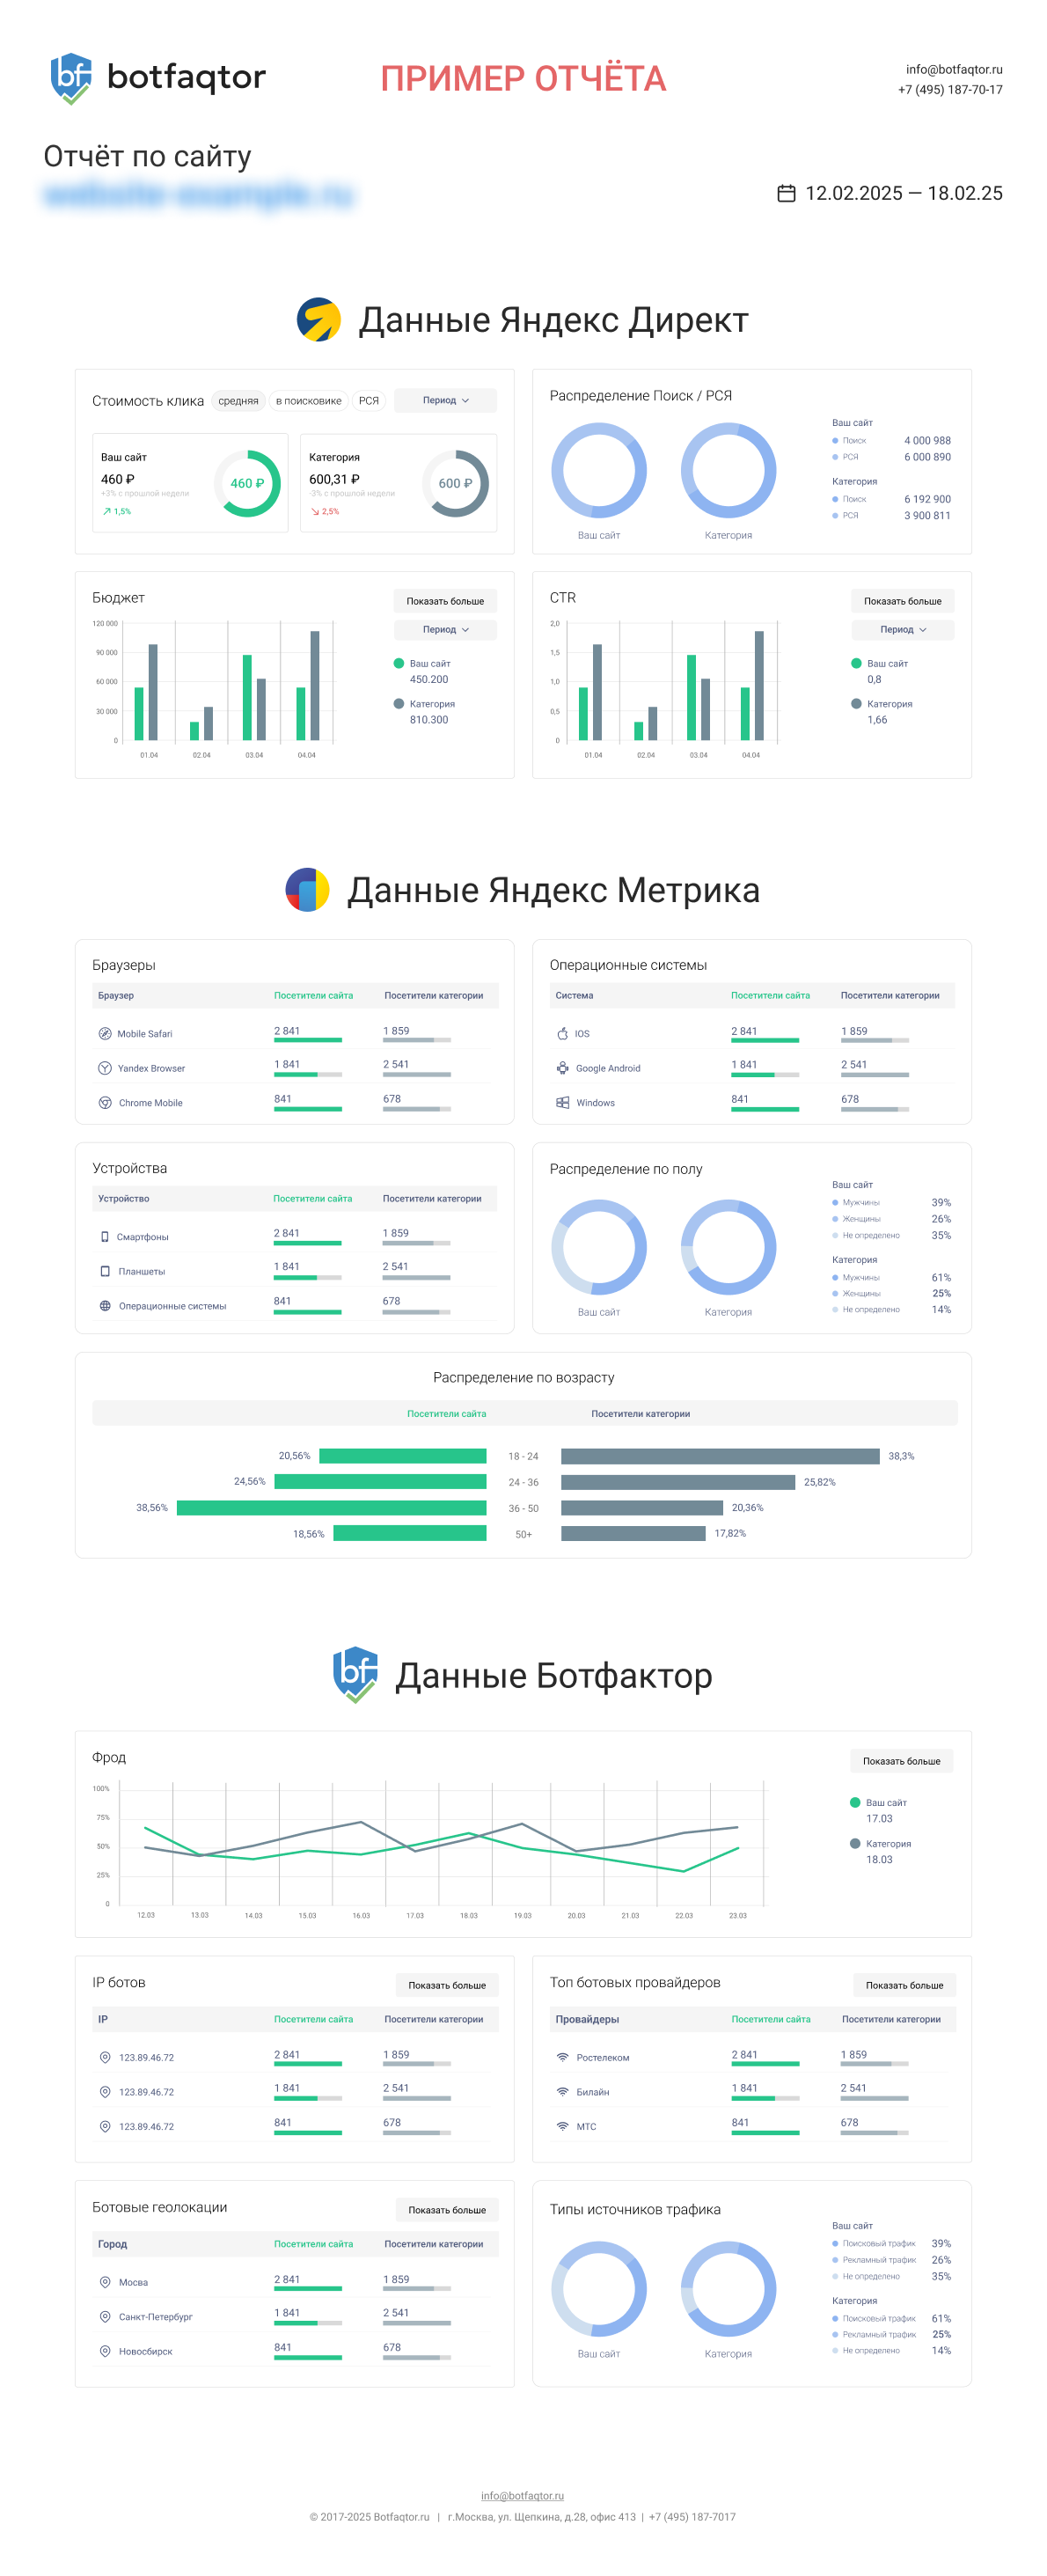 bf botfaqtor
ПРИМЕР ОТЧЁТА
info@botfaqtor.ru
+7 (495) 187-70-17
Отчёт по сайту
website-example.ru
12.02.2025 — 18.02.25
Данные Яндекс Директ
Стоимость клика средняя в поисковике РСЯ Период
Ваш сайт
460 ₽
+3% с прошлой недели
1,5%
460 ₽
Категория
600,31 ₽
-3% с прошлой недели
2,5%
600 ₽
Распределение Поиск / РСЯ
Ваш сайт
Категория
Ваш сайт
Поиск 4 000 988
РСЯ 6 000 890
Категория
Поиск 6 192 900
РСЯ 3 900 811
Бюджет
Показать больше
Период
120 000
90 000
60 000
30 000
0
01.04 02.04 03.04 04.04
Ваш сайт
450.200
Категория
810.300
CTR
Показать больше
Период
2,0
1,5
1,0
0,5
0
01.04 02.04 03.04 04.04
Ваш сайт
0,8
Категория
1,66
Данные Яндекс Метрика
Браузеры
Браузер Посетители сайта Посетители категории
Mobile Safari 2 841 1 859
Yandex Browser 1 841 2 541
Chrome Mobile 841 678
Операционные системы
Система Посетители сайта Посетители категории
IOS 2 841 1 859
Google Android 1 841 2 541
Windows 841 678
Устройства
Устройство Посетители сайта Посетители категории
Смартфоны 2 841 1 859
Планшеты 1 841 2 541
Операционные системы 841 678
Распределение по полу
Ваш сайт
Категория
Ваш сайт
Мужчины 39%
Женщины 26%
Не определено 35%
Категория
Мужчины 61%
Женщины 25%
Не определено 14%
Распределение по возрасту
Посетители сайта Посетители категории
20,56% 18 - 24 38,3%
24,56% 24 - 36 25,82%
38,56% 36 - 50 20,36%
18,56% 50+ 17,82%
bf Данные Ботфактор
Фрод
Показать больше
100%
75%
50%
25%
0
12.03 13.03 14.03 15.03 16.03 17.03 18.03 19.03 20.03 21.03 22.03 23.03
Ваш сайт
17.03
Категория
18.03
IP ботов
Показать больше
IP Посетители сайта Посетители категории
123.89.46.72 2 841 1 859
123.89.46.72 1 841 2 541
123.89.46.72 841 678
Топ ботовых провайдеров
Показать больше
Провайдеры Посетители сайта Посетители категории
Ростелеком 2 841 1 859
Билайн 1 841 2 541
МТС 841 678
Ботовые геолокации
Показать больше
Город Посетители сайта Посетители категории
Мосва 2 841 1 859
Санкт-Петербург 1 841 2 541
Новосбирск 841 678
Типы источников трафика
Ваш сайт
Категория
Ваш сайт
Поисковый трафик 39%
Рекламный трафик 26%
Не определено 35%
Категория
Поисковый трафик 61%
Рекламный трафик 25%
Не определено 14%
info@botfaqtor.ru
© 2017-2025 Botfaqtor.ru | г.Москва, ул. Щепкина, д.28, офис 413 | +7 (495) 187-7017